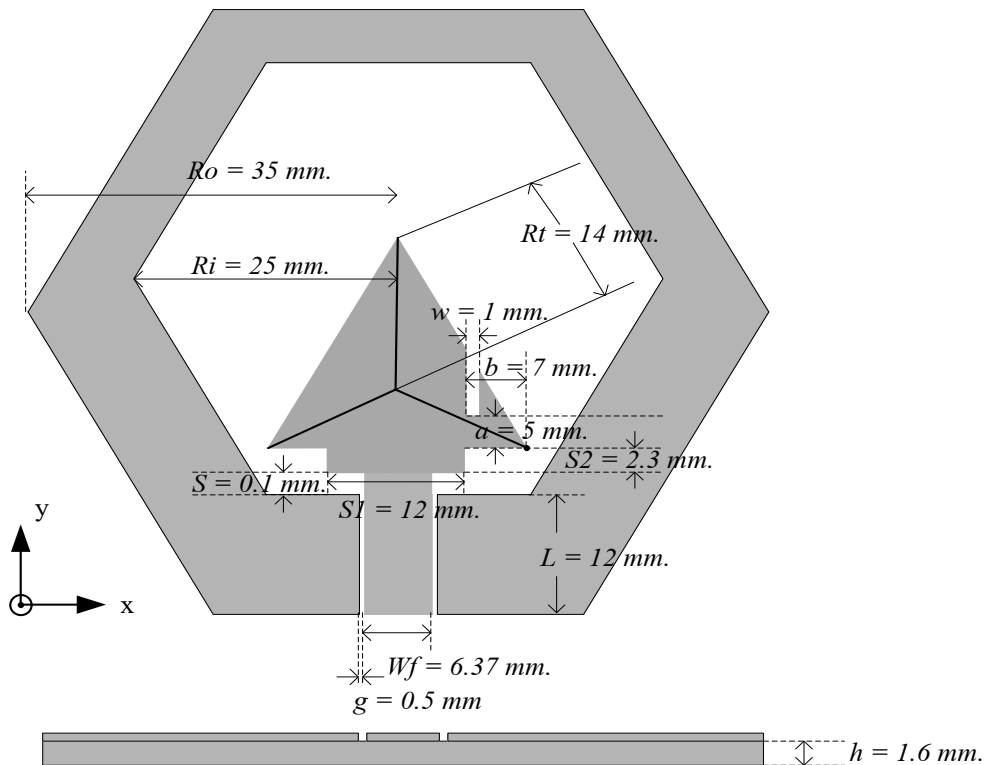 Ro = 35 mm.
Rt = 14 mm.
Ri = 25 mm.
w = 1 mm.
b = 7 mm.
a = 5 mm.
S2 = 2.3 mm.
S = 0.1 mm.
S1 = 12 mm.
y
L = 12 mm.
x
Wf = 6.37 mm.
g = 0.5 mm
h = 1.6 mm.